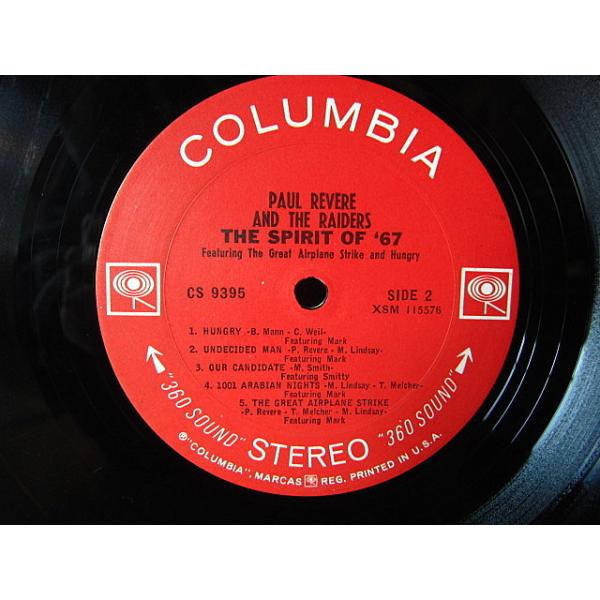 COLUMBIA
PAUL REVERE
AND THE RAIDERS
THE SPIRIT OF '67
Featuring The Great Airplane Strike and Hungry
CS 9395
SIDE 2
XSM 115576
1. HUNGRY -B. Mann - C. Weil-
Featuring Mark
2. UNDECIDED MAN -P. Revere - M. Lindsay-
Featuring Mark
3. OUR CANDIDATE -M. Smith-
Featuring Smitty
4. 1001 ARABIAN NIGHTS -M. Lindsay - T. Melcher-
Featuring Mark
5. THE GREAT AIRPLANE STRIKE
-P. Revere - T. Melcher - M. Lindsay-
Featuring Mark
"360 SOUND" STEREO "360 SOUND"
℗"COLUMBIA", MARCAS REG. PRINTED IN U.S.A.